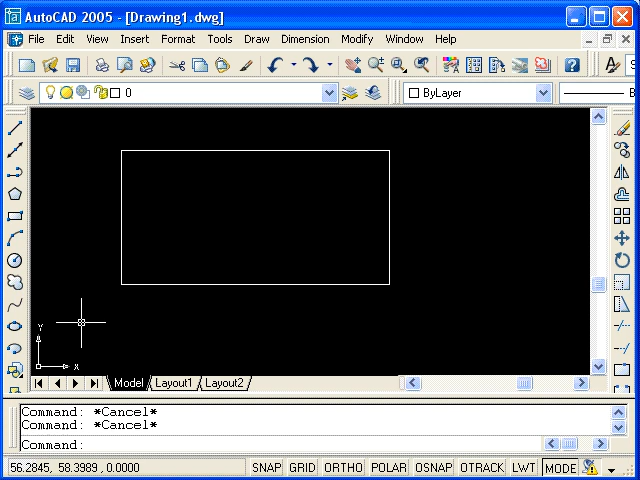 AutoCAD 2005 - [Drawing1.dwg]
File Edit View Insert Format Tools Draw Dimension Modify Window Help
0 ByLayer
Y
X
Model Layout1 Layout2
Command: *Cancel*
Command: *Cancel*
Command:
56.2845, 58.3989 , 0.0000 SNAP GRID ORTHO POLAR OSNAP OTRACK LWT MODE